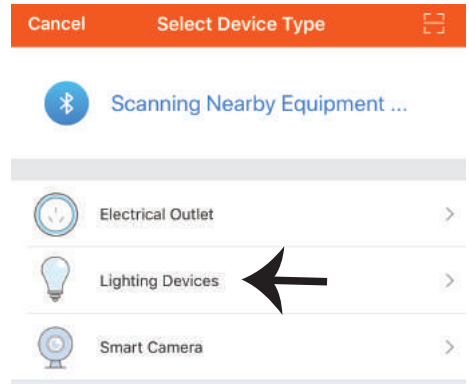 Cancel Select Device Type
Scanning Nearby Equipment ...
Electrical Outlet
Lighting Devices
Smart Camera